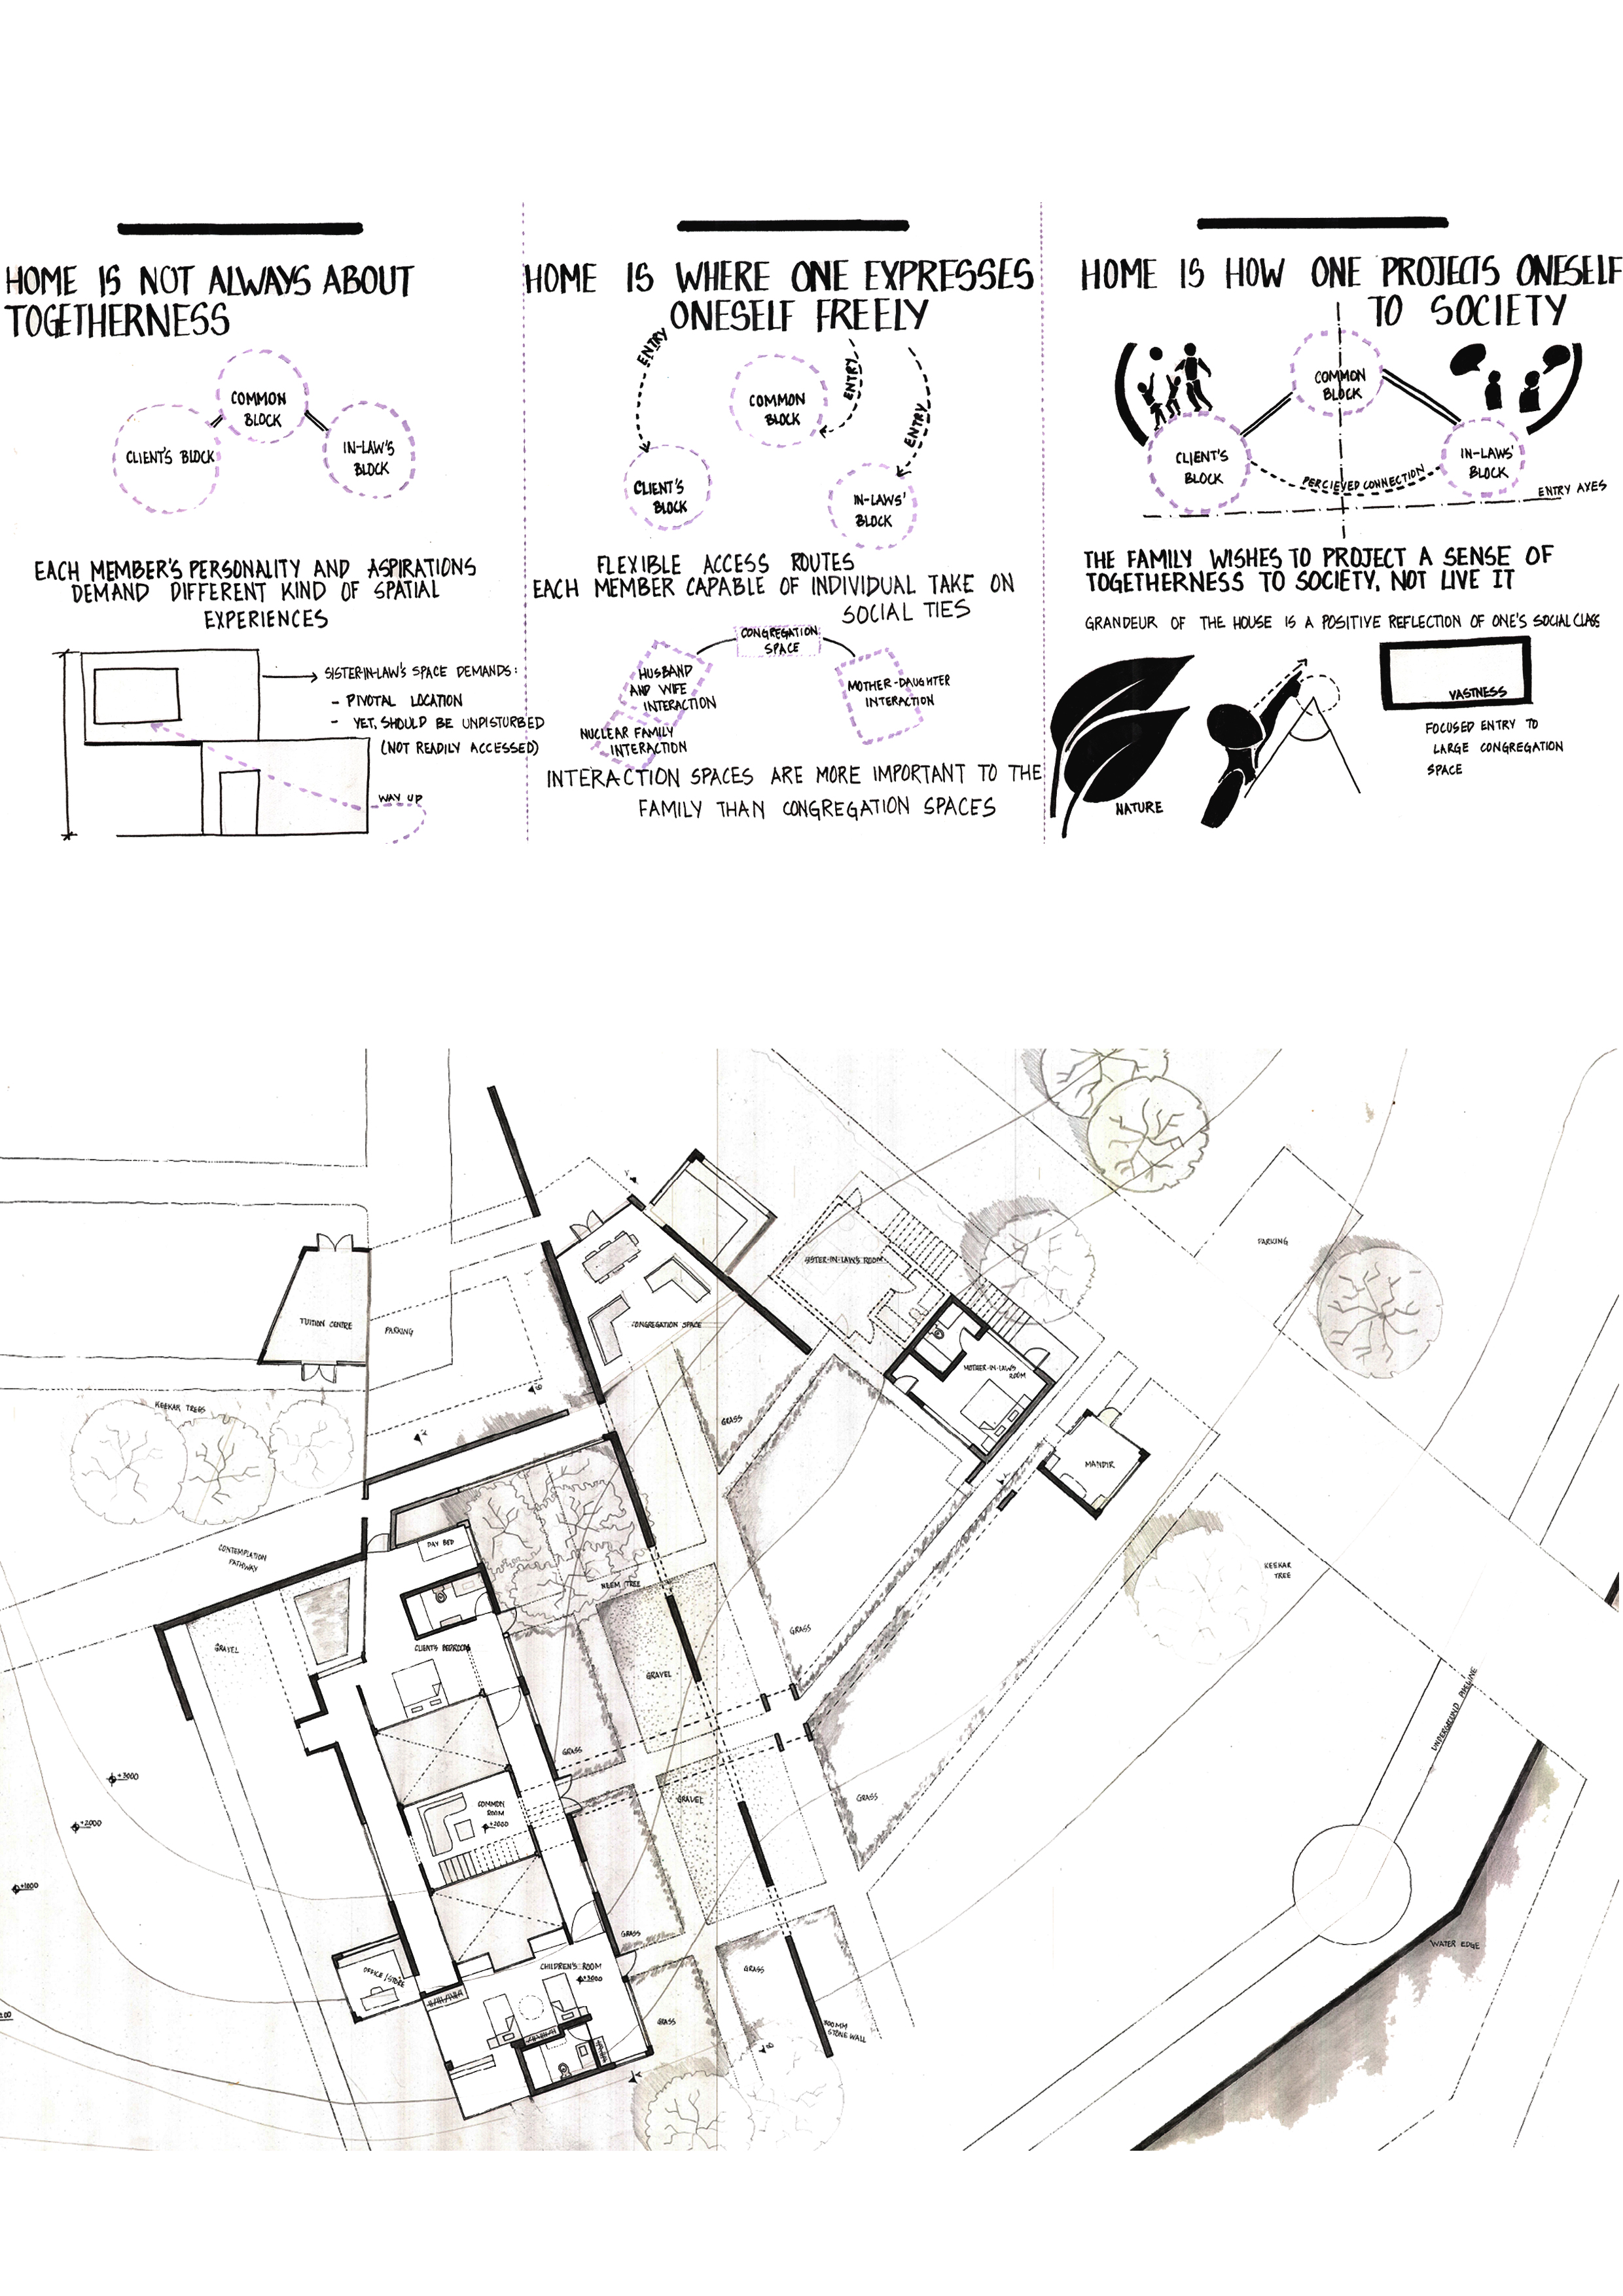 HOME IS NOT ALWAYS ABOUT
TOGETHERNESS
COMMON
BLOCK
CLIENT'S BLOCK
IN-LAW'S
BLOCK
EACH MEMBER'S PERSONALITY AND ASPIRATIONS
DEMAND DIFFERENT KIND OF SPATIAL
EXPERIENCES
SISTER-IN-LAW'S SPACE DEMANDS:
- PIVOTAL LOCATION
- YET, SHOULD BE UNDISTURBED
(NOT READILY ACCESSED)
WAY UP
HOME IS WHERE ONE EXPRESSES
ONESELF FREELY
ENTRY
ENTRY
ENTRY
COMMON
BLOCK
CLIENT'S
BLOCK
IN-LAWS'
BLOCK
FLEXIBLE ACCESS ROUTES
EACH MEMBER CAPABLE OF INDIVIDUAL TAKE ON
SOCIAL TIES
CONGREGATION
SPACE
HUSBAND
AND WIFE
INTERACTION
NUCLEAR FAMILY
INTERACTION
MOTHER-DAUGHTER
INTERACTION
INTERACTION SPACES ARE MORE IMPORTANT TO THE
FAMILY THAN CONGREGATION SPACES
HOME IS HOW ONE PROJECTS ONESELF
TO SOCIETY
COMMON
BLOCK
CLIENT'S
BLOCK
IN-LAWS'
BLOCK
PERCIEVED CONNECTION
ENTRY AXES
THE FAMILY WISHES TO PROJECT A SENSE OF
TOGETHERNESS TO SOCIETY, NOT LIVE IT
GRANDEUR OF THE HOUSE IS A POSITIVE REFLECTION OF ONE'S SOCIAL CLASS
NATURE
VASTNESS
FOCUSED ENTRY TO
LARGE CONGREGATION
SPACE
TUITION CENTRE
PARKING
KEEKAR TREES
CONGREGATION SPACE
SISTER-IN-LAW'S ROOM
PARKING
MOTHER-IN-LAW'S
ROOM
MANDIR
GRASS
CONTEMPLATION
PATHWAY
DAY BED
NEEM TREE
KEEKAR
TREE
GRAVEL
CLIENT'S BEDROOM
GRASS
GRAVEL
GRASS
UNDERGROUND PIPELINE
+3000
+2000
COMMON
ROOM
+2000
GRAVEL
GRASS
+1000
GRASS
WATER EDGE
OFFICE/STORE
CHILDREN'S ROOM
+3000
GRASS
GRASS
STONE WALL